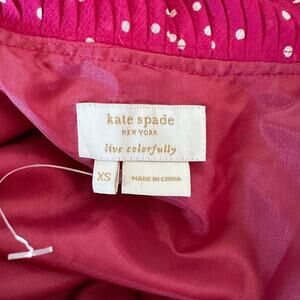 kate spade
NEW YORK
live colorfully
XS
MADE IN CHINA